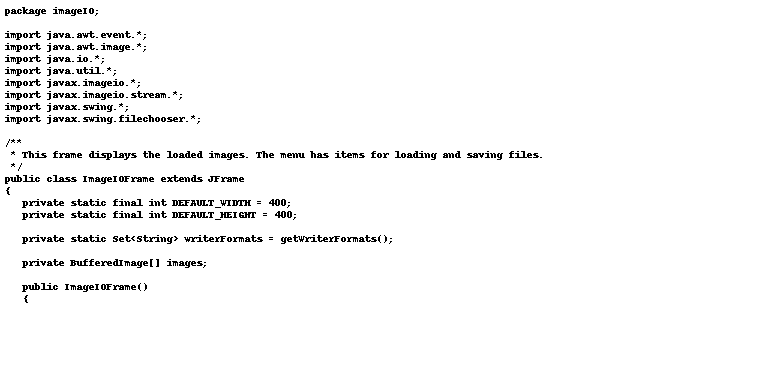 package imageIO;
import java.awt.event.*;
import java.awt.image.*;
import java.io.*;
import java.util.*;
import javax.imageio.*;
import javax.imageio.stream.*;
import javax.swing.*;
import javax.swing.filechooser.*;
/**
 * This frame displays the loaded images. The menu has items for loading and saving files.
 */
public class ImageIOFrame extends JFrame
{
   private static final int DEFAULT_WIDTH = 400;
   private static final int DEFAULT_HEIGHT = 400;
   private static Set<String> writerFormats = getWriterFormats();
   private BufferedImage[] images;
   public ImageIOFrame()
   {